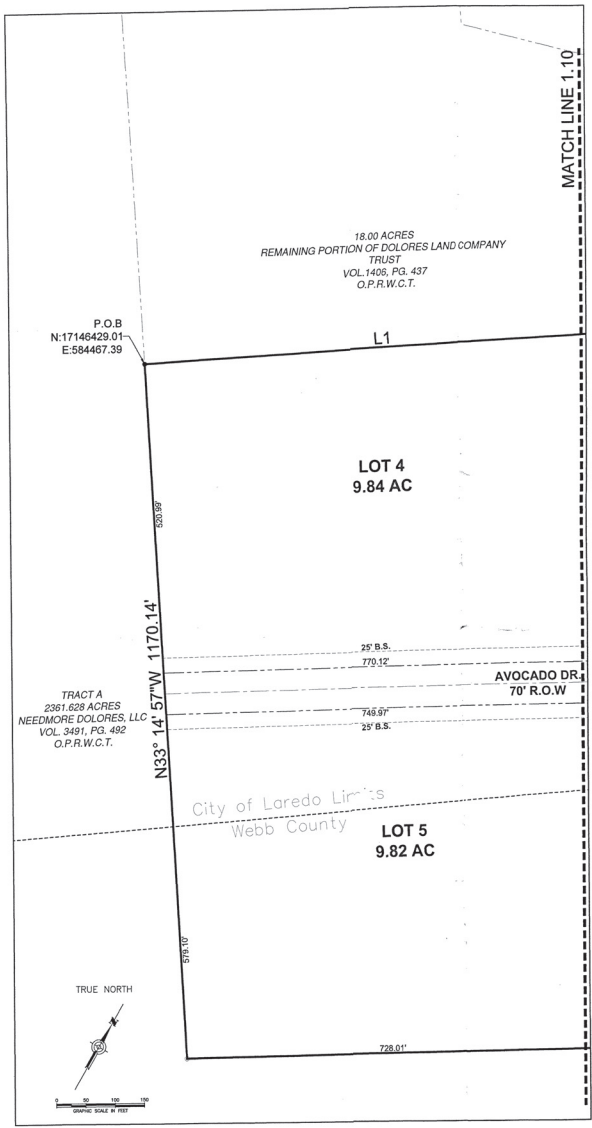 MATCH LINE 1.10
18.00 ACRES
REMAINING PORTION OF DOLORES LAND COMPANY
TRUST
VOL.1406, PG. 437
O.P.R.W.C.T.
P.O.B
N:17146429.01
E:584467.39
L1
LOT 4
9.84 AC
520.99'
N33° 14' 57"W 1170.14'
25' B.S.
770.12'
AVOCADO DR.
70' R.O.W
749.97'
25' B.S.
TRACT A
2361.628 ACRES
NEEDMORE DOLORES, LLC
VOL. 3491, PG. 492
O.P.R.W.C.T.
City of Laredo Limits
Webb County
LOT 5
9.82 AC
579.10'
728.01'
TRUE NORTH
N
0 50 100 150
GRAPHIC SCALE IN FEET